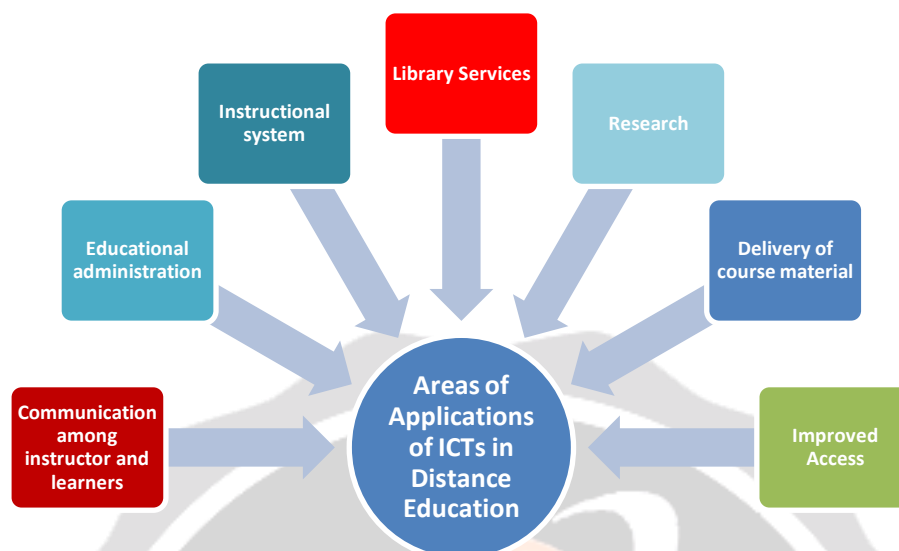 Library Services
Instructional
system
Research
Educational
administration
Delivery of
course material
Communication
among
instructor and
learners
Areas of
Applications
of ICTs in
Distance
Education
Improved
Access